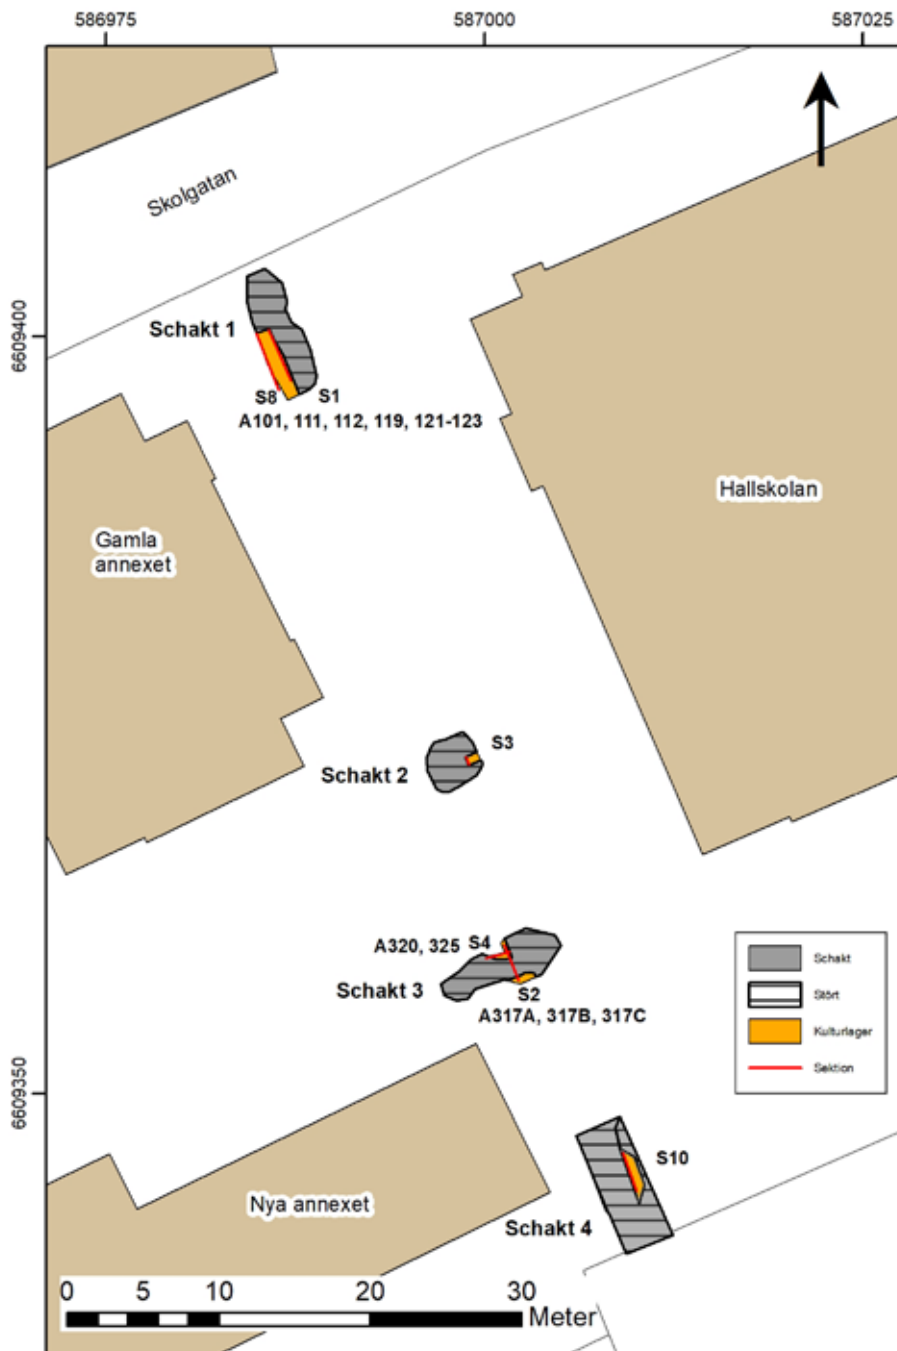 586975
587000
587025
Skolgatan
6609400
Schakt 1
S8
S1
A101, 111, 112, 119, 121-123
Hallskolan
Gamla
annexet
S3
Schakt 2
A320, 325
S4
Schakt 3
S2
A317A, 317B, 317C
Schakt
Stört
Kulturlager
Sektion
6609350
S10
Nya annexet
Schakt 4
0 5 10 20 30
Meter